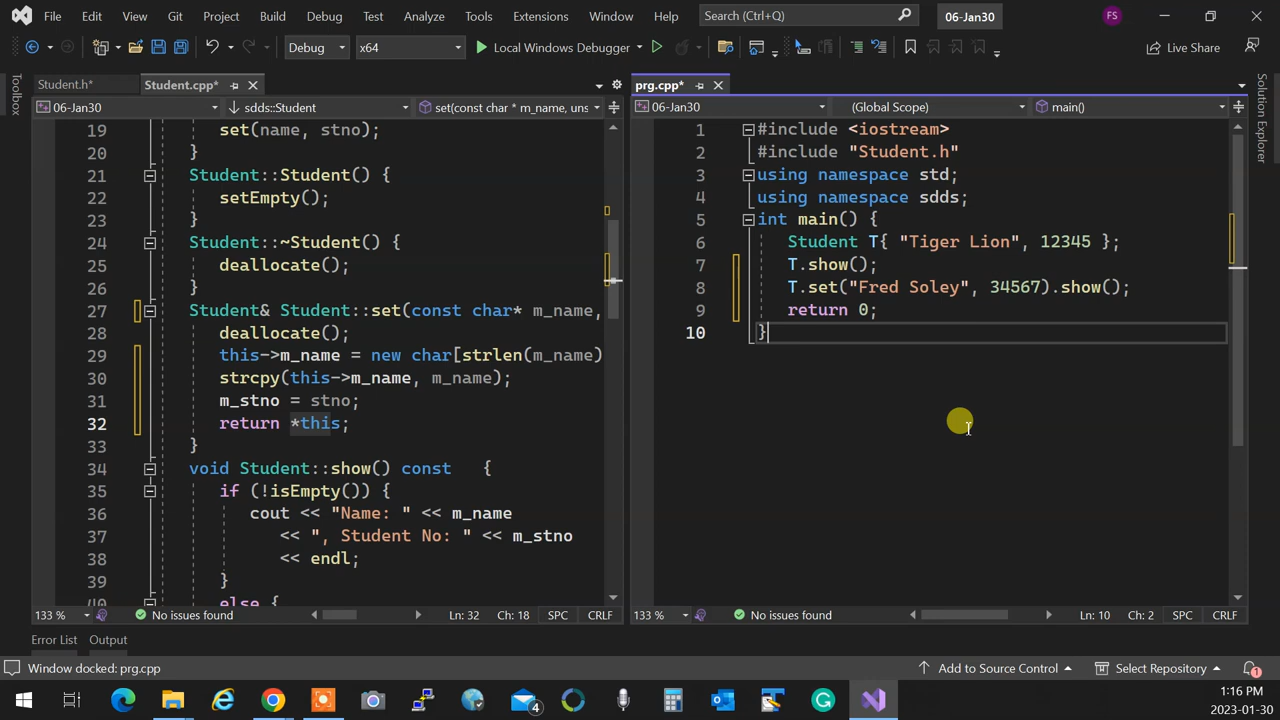 File Edit View Git Project Build Debug Test Analyze Tools Extensions Window Help Search (Ctrl+Q) 06-Jan30 FS
Debug x64 Local Windows Debugger Live Share
Toolbox
Student.h* Student.cpp*
06-Jan30 sdds::Student set(const char * m_name, uns
19 set(name, stno);
20 }
21 Student::Student() {
22 setEmpty();
23 }
24 Student::~Student() {
25 deallocate();
26 }
27 Student& Student::set(const char* m_name,
28 deallocate();
29 this->m_name = new char[strlen(m_name)
30 strcpy(this->m_name, m_name);
31 m_stno = stno;
32 return *this;
33 }
34 void Student::show() const {
35 if (!isEmpty()) {
36 cout << "Name: " << m_name
37 << ", Student No: " << m_stno
38 << endl;
39 }
40 else {
133 % No issues found Ln: 32 Ch: 18 SPC CRLF
prg.cpp*
06-Jan30 (Global Scope) main()
1 #include <iostream>
2 #include "Student.h"
3 using namespace std;
4 using namespace sdds;
5 int main() {
6 Student T{ "Tiger Lion", 12345 };
7 T.show();
8 T.set("Fred Soley", 34567).show();
9 return 0;
10 }
133 % No issues found Ln: 10 Ch: 2 SPC CRLF
Solution Explorer
Error List Output
Window docked: prg.cpp Add to Source Control Select Repository 1
4
1:16 PM
2023-01-30